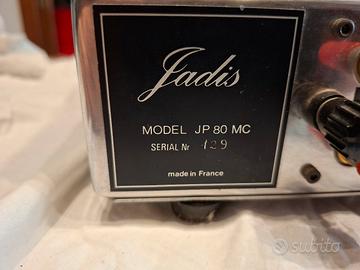 Jadis
MODEL JP 80 MC
SERIAL Nr 129
made in France
subito